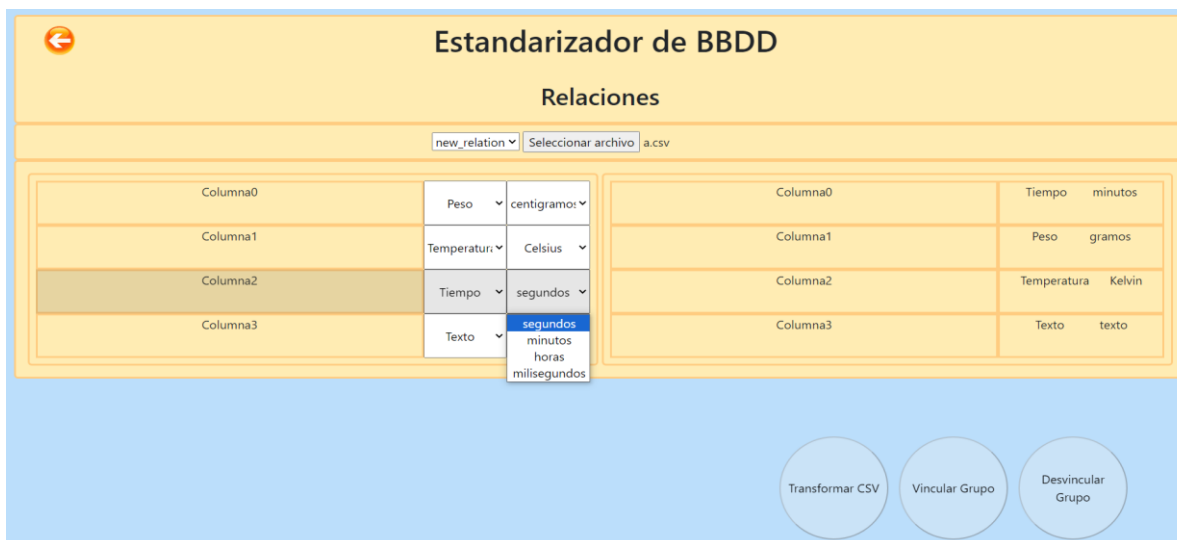 Estandarizador de BBDD
Relaciones
new_relation Seleccionar archivo a.csv
Columna0 Peso centigramos Columna0 Tiempo minutos
Columna1 Temperatura Celsius Columna1 Peso gramos
Columna2 Tiempo segundos Columna2 Temperatura Kelvin
Columna3 Texto Columna3 Texto texto
segundos
minutos
horas
milisegundos
Transformar CSV Vincular Grupo Desvincular
Grupo